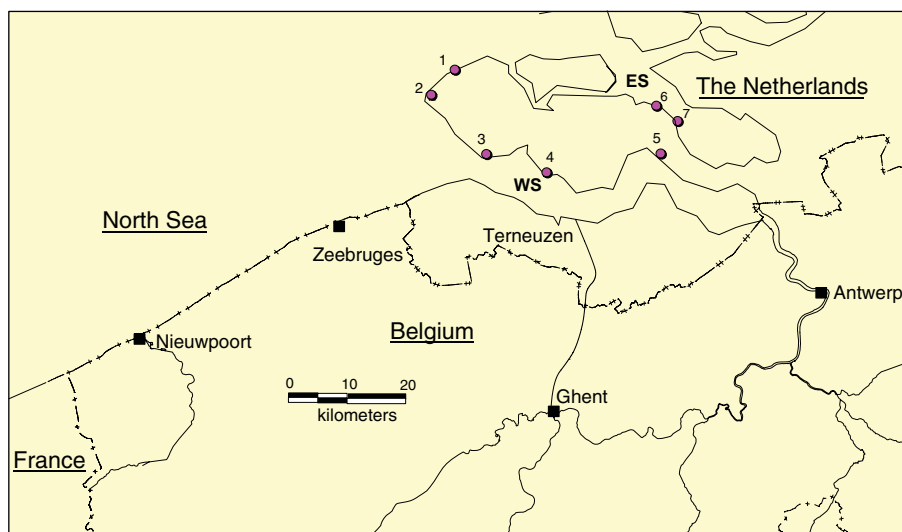 1
2
ES
The Netherlands
6
7
3
4
5
WS
North Sea
Zeebruges
Terneuzen
Antwerp
Nieuwpoort
Belgium
0 10 20
kilometers
Ghent
France